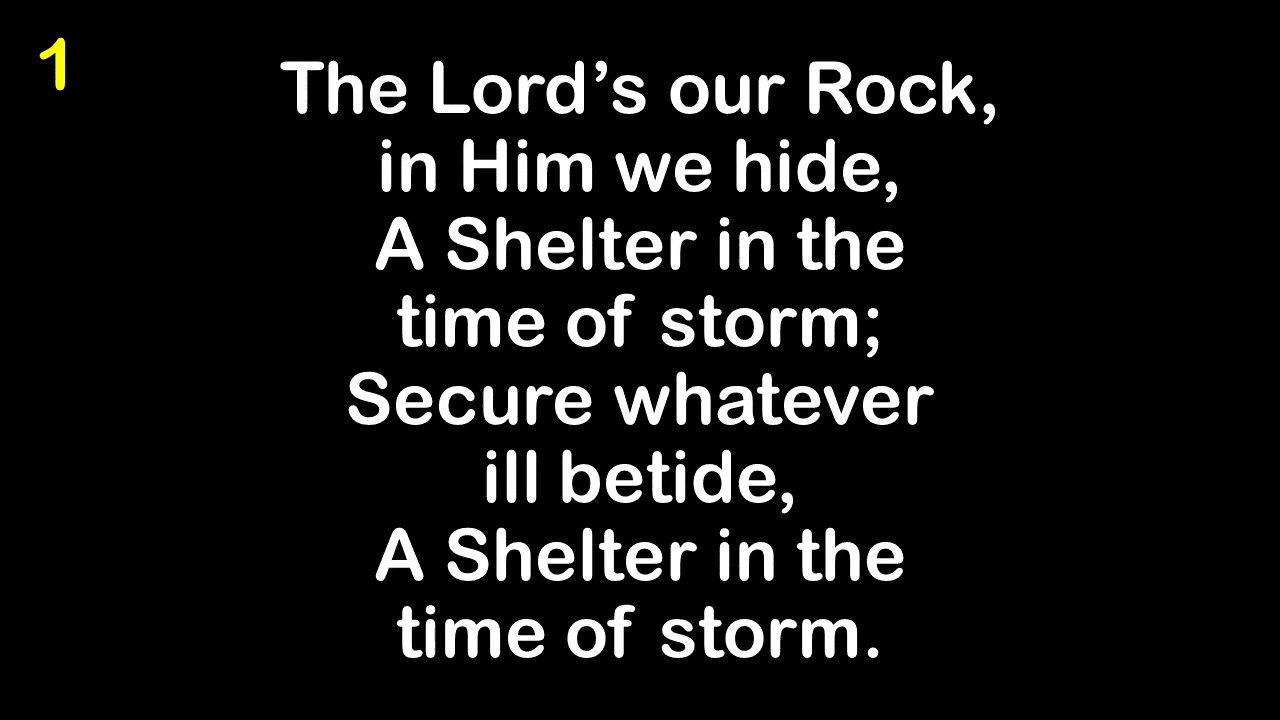 1
The Lord’s our Rock,
in Him we hide,
A Shelter in the
time of storm;
Secure whatever
ill betide,
A Shelter in the
time of storm.